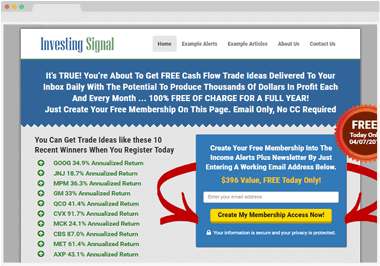 Investing Signal
Home Example Alerts Example Articles About Us Contact Us
It's TRUE! You're About To Get FREE Cash Flow Trade Ideas Delivered To Your
Inbox Daily With The Potential To Produce Thousands Of Dollars In Profit Each
And Every Month ... 100% FREE OF CHARGE FOR A FULL YEAR!
Just Create Your Free Membership On This Page. Email Only, No CC Required
FREE
Today Only
04/07/20
You Can Get Trade Ideas like these 10
Recent Winners When You Register Today
GOOG 34.9% Annualized Return
JNJ 18.7% Annualized Return
MPM 36.3% Annualized Return
GM 33% Annualized Return
QCO 41.4% Annualized Return
CVX 91.7% Annualized Return
MCK 24.1% Annualized Return
CBS 87.0% Annualized Return
MET 61.4% Annualized Return
AXP 43.1% Annualized Return
Create Your Free Membership Into The
Income Alerts Plus Newsletter By Just
Entering A Working Email Address Below.
$396 Value, FREE Today Only!
Enter your email address
Create My Membership Access Now!
Your information is secure and your privacy is protected.